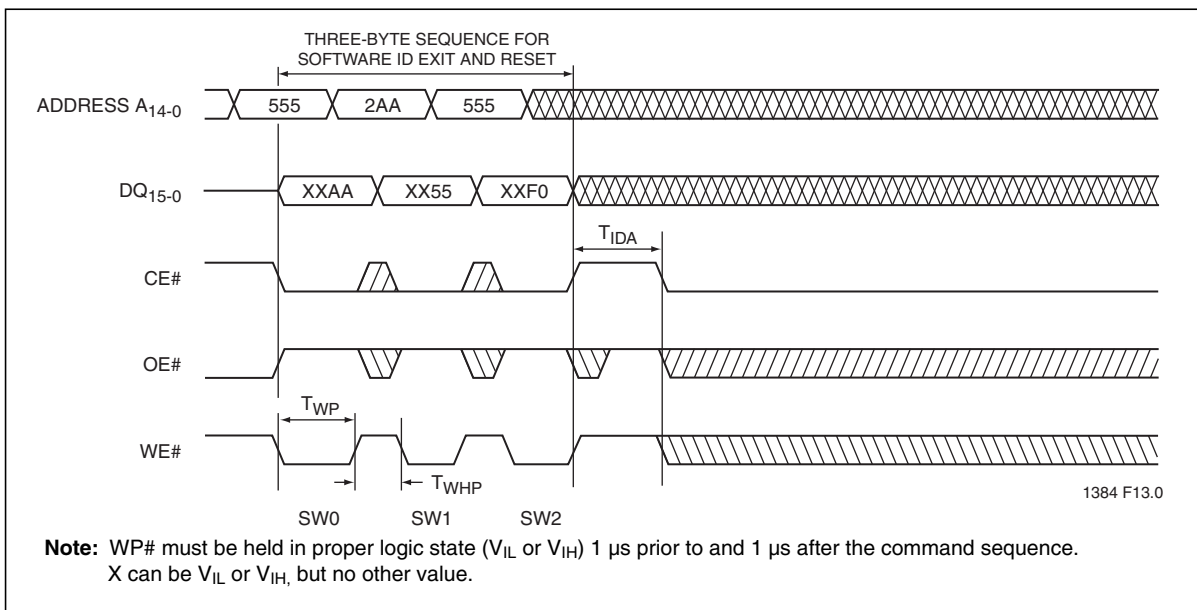 THREE-BYTE SEQUENCE FOR
SOFTWARE ID EXIT AND RESET
ADDRESS A14-0
555
2AA
555
DQ15-0
XXAA
XX55
XXF0
TIDA
CE#
OE#
TWP
WE#
TWHP
1384 F13.0
SW0
SW1
SW2
Note: WP# must be held in proper logic state (VIL or VIH) 1 µs prior to and 1 µs after the command sequence.
X can be VIL or VIH, but no other value.